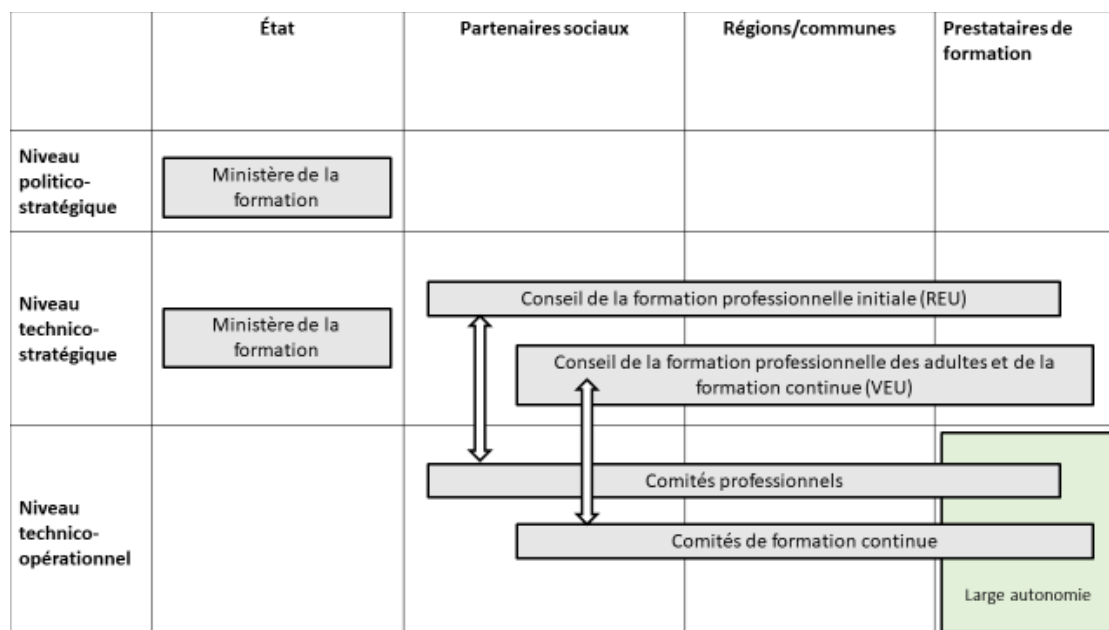 État
Partenaires sociaux
Régions/communes
Prestataires de
formation
Niveau
politico-
stratégique
Ministère de la
formation
Niveau
technico-
stratégique
Ministère de la
formation
Conseil de la formation professionnelle initiale (REU)
Conseil de la formation professionnelle des adultes et de la
formation continue (VEU)
Niveau
technico-
opérationnel
Comités professionnels
Comités de formation continue
Large autonomie